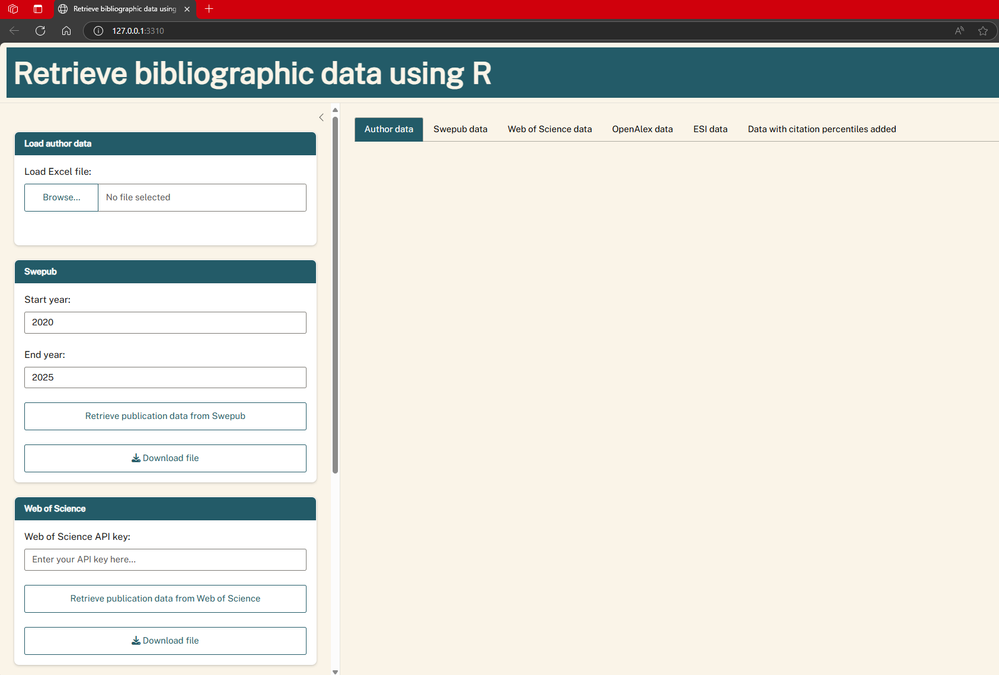 Retrieve bibliographic data using
127.0.0.1:3310
Retrieve bibliographic data using R
Load author data
Load Excel file:
Browse...
No file selected
Swepub
Start year:
2020
End year:
2025
Retrieve publication data from Swepub
Download file
Web of Science
Web of Science API key:
Enter your API key here...
Retrieve publication data from Web of Science
Download file
Author data
Swepub data
Web of Science data
OpenAlex data
ESI data
Data with citation percentiles added